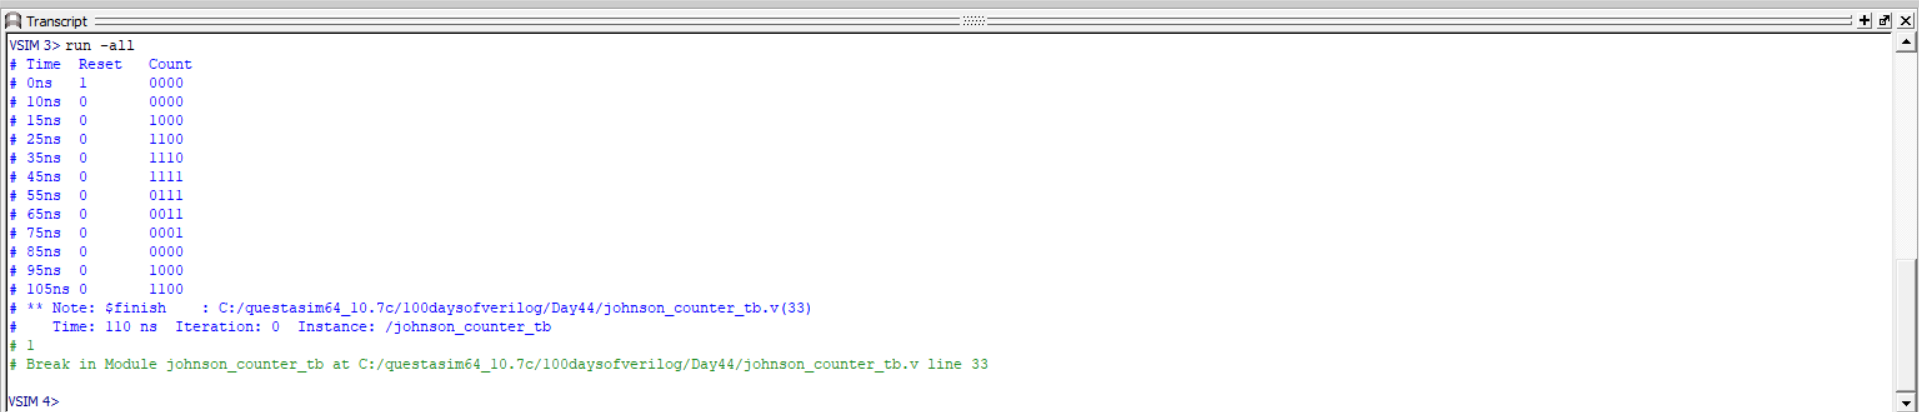 Transcript
VSIM 3> run -all
# Time  Reset   Count
# 0ns   1       0000
# 10ns  0       0000
# 15ns  0       1000
# 25ns  0       1100
# 35ns  0       1110
# 45ns  0       1111
# 55ns  0       0111
# 65ns  0       0011
# 75ns  0       0001
# 85ns  0       0000
# 95ns  0       1000
# 105ns 0       1100
# ** Note: $finish    : C:/questasim64_10.7c/100daysofverilog/Day44/johnson_counter_tb.v(33)
#    Time: 110 ns  Iteration: 0  Instance: /johnson_counter_tb
# 1
# Break in Module johnson_counter_tb at C:/questasim64_10.7c/100daysofverilog/Day44/johnson_counter_tb.v line 33
VSIM 4>